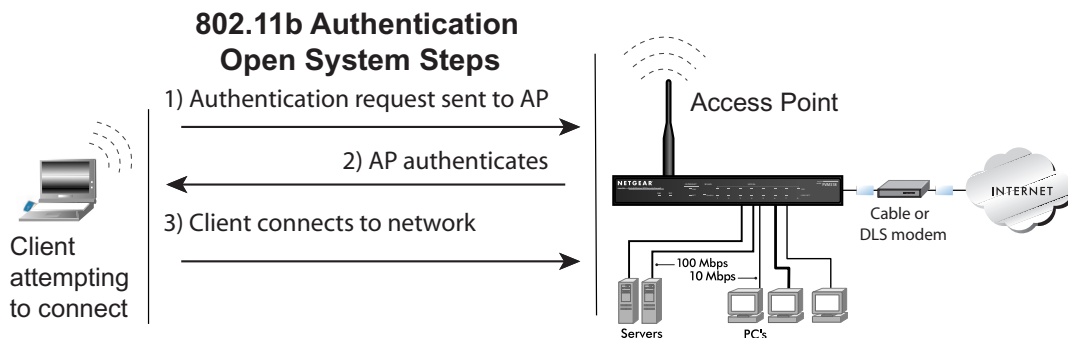 802.11b Authentication
Open System Steps
1) Authentication request sent to AP
2) AP authenticates
3) Client connects to network
Client
attempting
to connect
Access Point
NETGEAR
INTERNET
Cable or
DLS modem
100 Mbps
10 Mbps
Servers
PC's